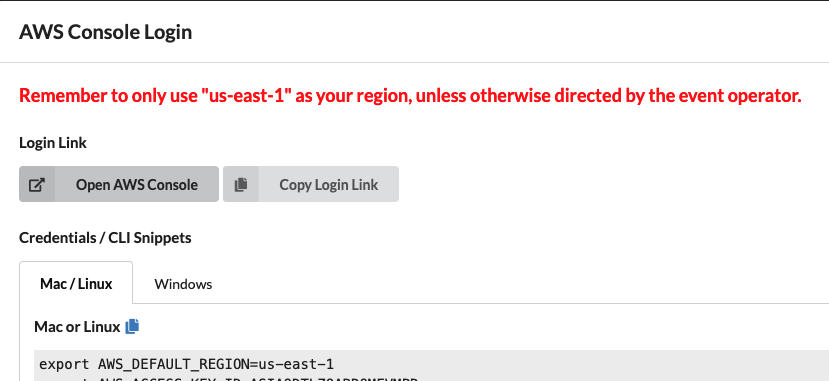 AWS Console Login
Remember to only use "us-east-1" as your region, unless otherwise directed by the event operator.
Login Link
Open AWS Console Copy Login Link
Credentials / CLI Snippets
Mac / Linux Windows
Mac or Linux
export AWS_DEFAULT_REGION=us-east-1